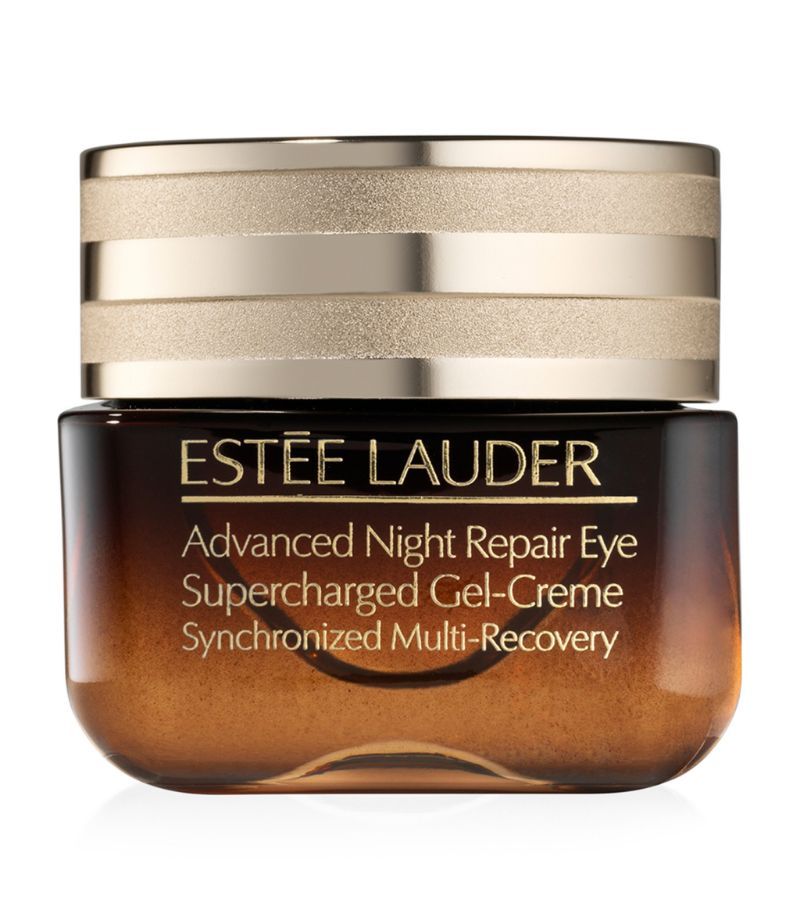 ESTĒE LAUDER
Advanced Night Repair Eye
Supercharged Gel-Creme
Synchronized Multi-Recovery